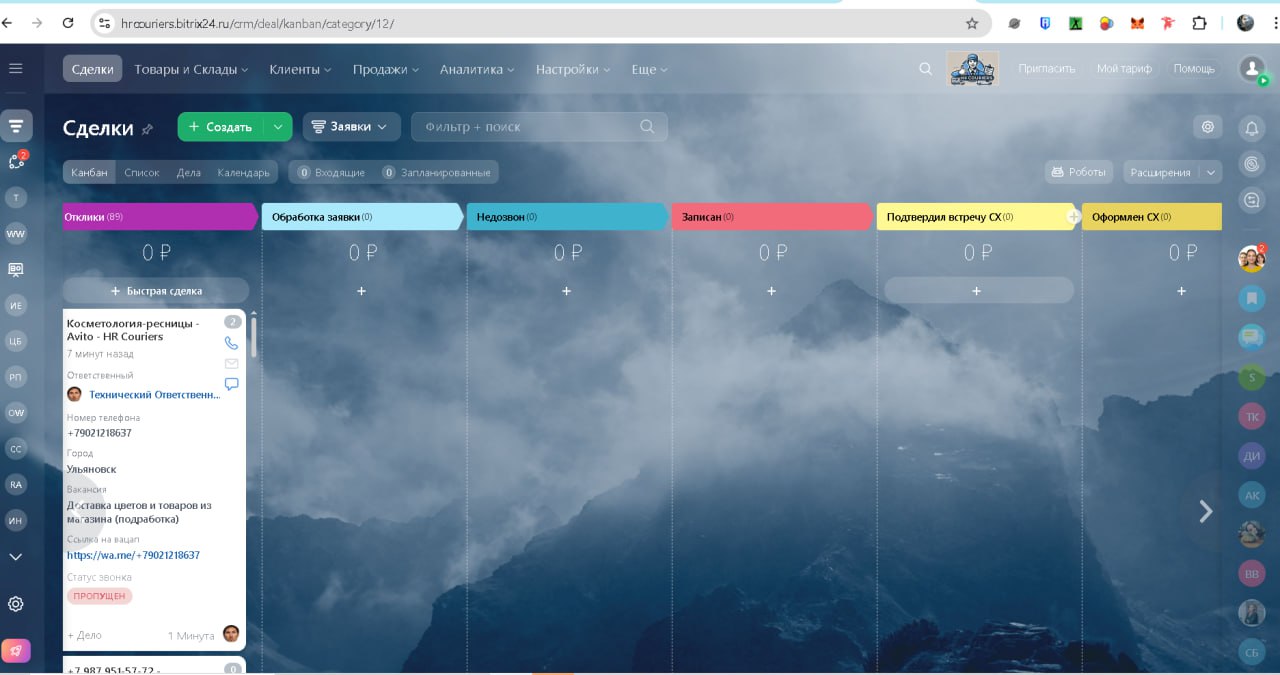 hrcouriers.bitrix24.ru/crm/deal/kanban/category/12/
Сделки Товары и Склады Клиенты Продажи Аналитика Настройки Еще HR COURIERS Пригласить Мой тариф Помощь
Сделки + Создать Заявки Фильтр + поиск
2
Канбан Список Дела Календарь 0 Входящие 0 Запланированные Роботы Расширения
T
WW
ИЕ
ЦБ
РП
OW
СС
RA
ИН
Отклики (89) Обработка заявки (0) Недозвон (0) Записан (0) Подтвердил встречу СХ (0) + Оформлен СХ (0)
0 ₽ 0 ₽ 0 ₽ 0 ₽ 0 ₽ 0 ₽
+ Быстрая сделка + + + + +
Косметология-ресницы - 2
Avito - HR Couriers
7 минут назад
Ответственный
Технический Ответственн...
Номер телефона
+79021218637
Город
Ульяновск
Вакансия
Доставка цветов и товаров из
магазина (подработка)
Ссылка на вацап
https://wa.me/+79021218637
Статус звонка
ПРОПУЩЕН
+ Дело 1 Минута
+7 987 951-57-72 - 0
2
S
ТК
ДИ
АК
ВВ
СБ